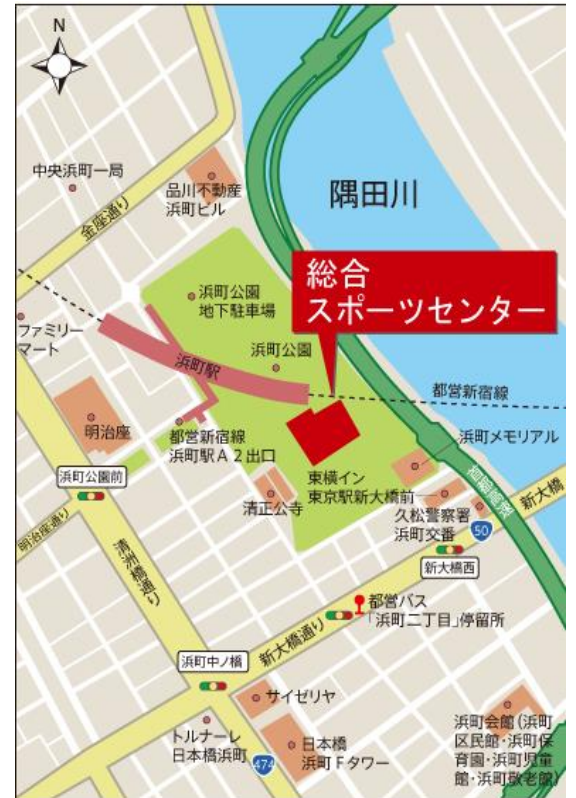 N
中央浜町一局
品川不動産
浜町ビル
隅田川
金座通り
総合
スポーツセンター
浜町公園
地下駐車場
ファミリー
マート
浜町駅
浜町公園
都営新宿線
明治座
都営新宿線
浜町駅A2出口
浜町メモリアル
東横イン
東京駅新大橋前
首都高速
新大橋
浜町公園前
清正公寺
久松警察署
浜町交番
50
明治座通り
清洲橋通り
新大橋西
都営バス
「浜町二丁目」停留所
新大橋通り
浜町中ノ橋
サイゼリヤ
トルナーレ
日本橋浜町
474
日本橋
浜町Fタワー
浜町会館(浜町
区民館・浜町保
育園・浜町児童
館・浜町敬老館)